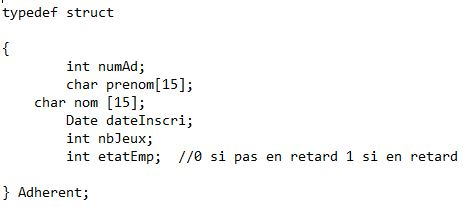 typedef struct
{
int numAd;
char prenom[15];
char nom [15];
Date dateInscri;
int nbJeux;
int etatEmp;  //0 si pas en retard 1 si en retard
} Adherent;